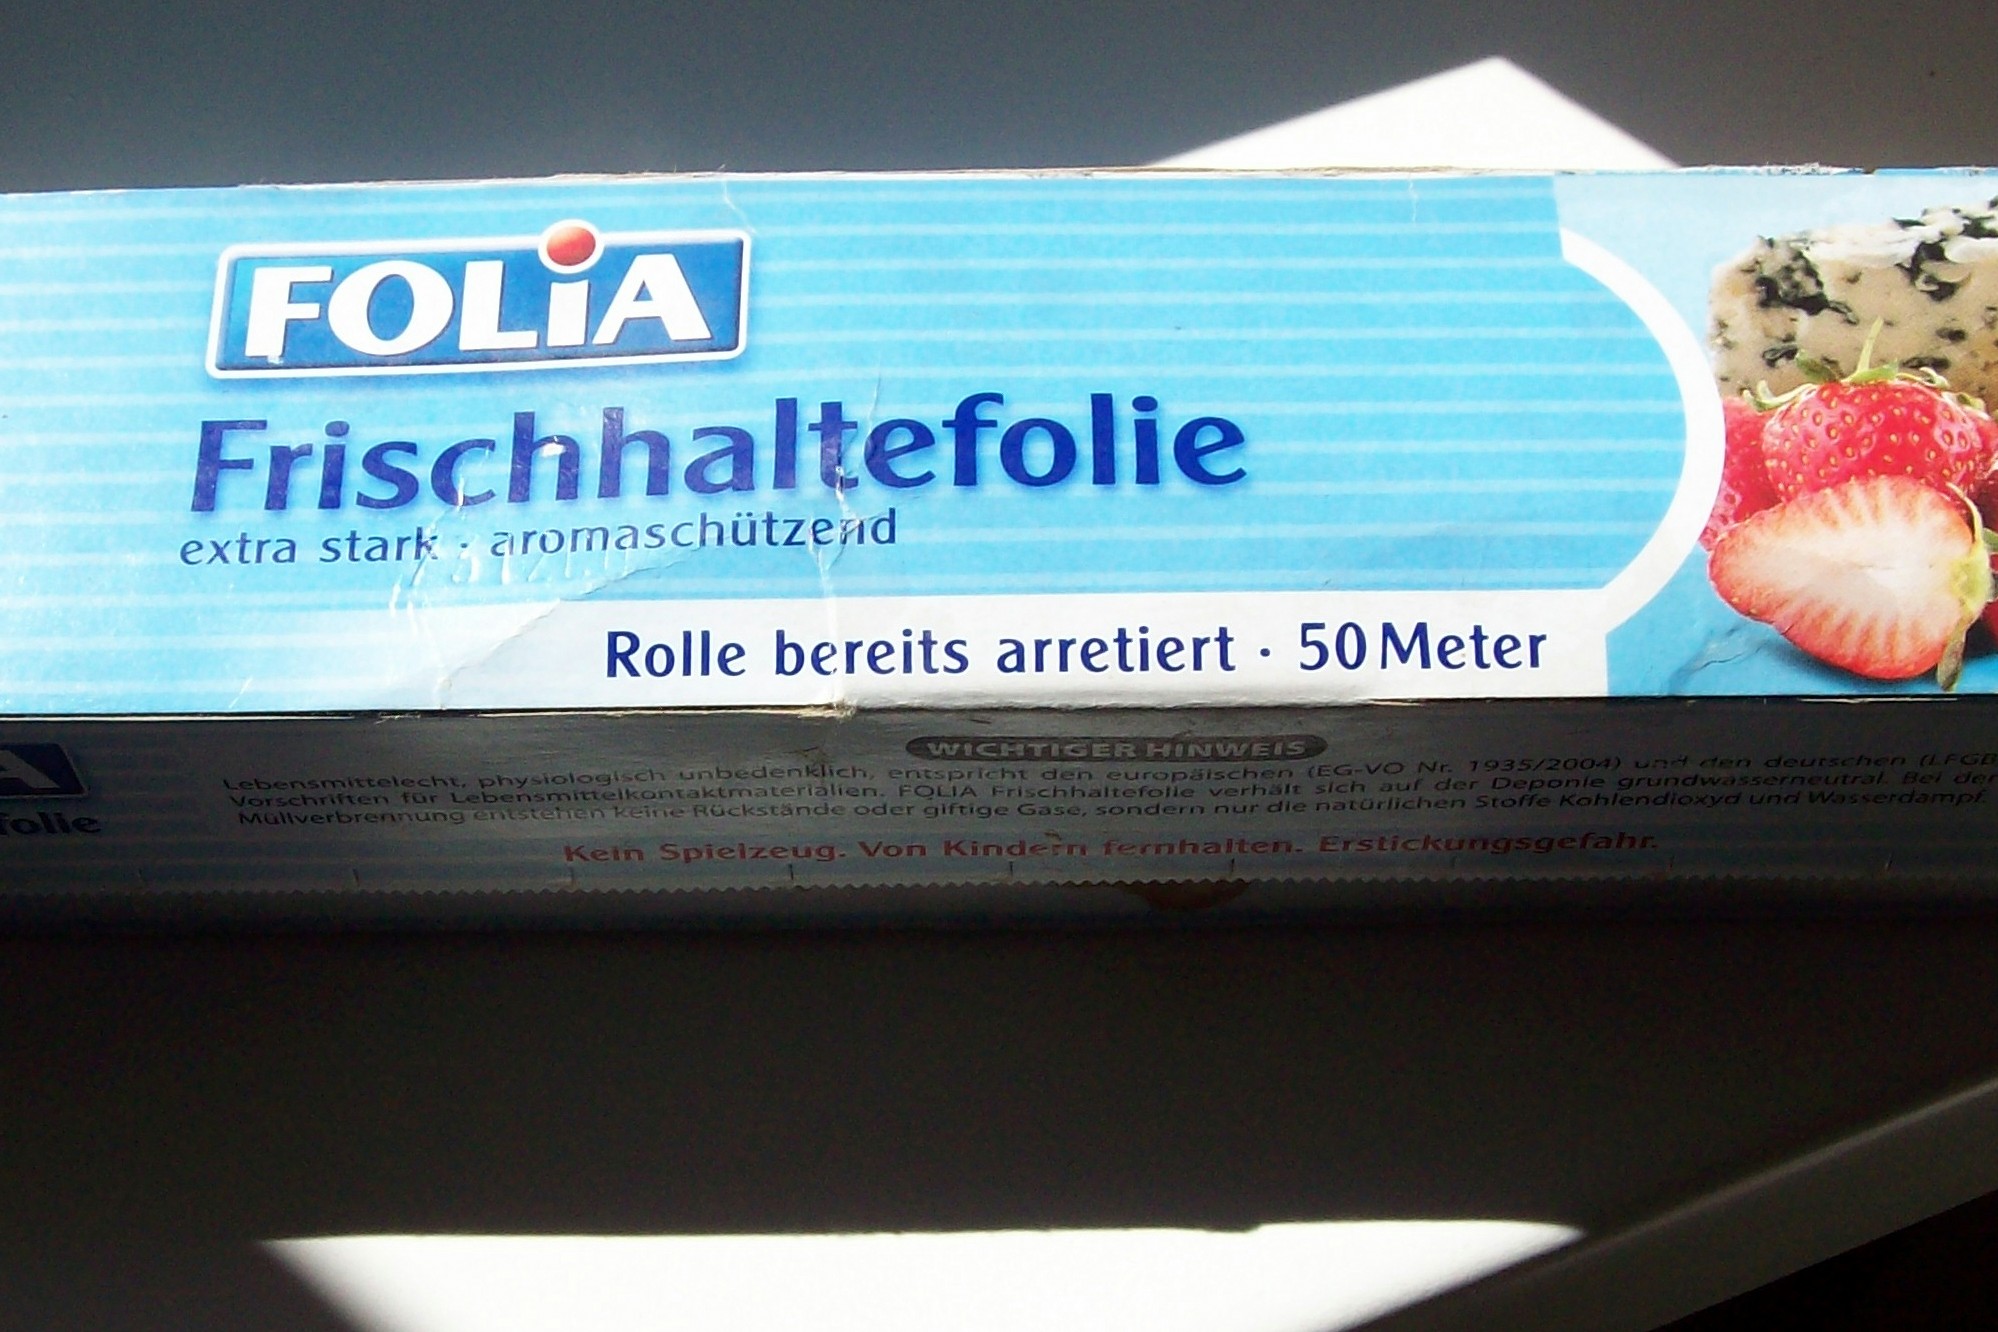 FOLiA
Frischhaltefolie
extra stark · aromaschützend
Rolle bereits arretiert · 50 Meter
A
folie
WICHTIGER HINWEIS
Lebensmittelecht, physiologisch unbedenklich, entspricht den europäischen (EG-VO Nr. 1935/2004) und den deutschen (LFGB
Vorschriften für Lebensmittelkontaktmaterialien. FOLIA Frischhaltefolie verhält sich auf der Deponie grundwasserneutral. Bei der
Müllverbrennung entstehen keine Rückstände oder giftige Gase, sondern nur die natürlichen Stoffe Kohlendioxyd und Wasserdampf.
Kein Spielzeug. Von Kindern fernhalten. Erstickungsgefahr.